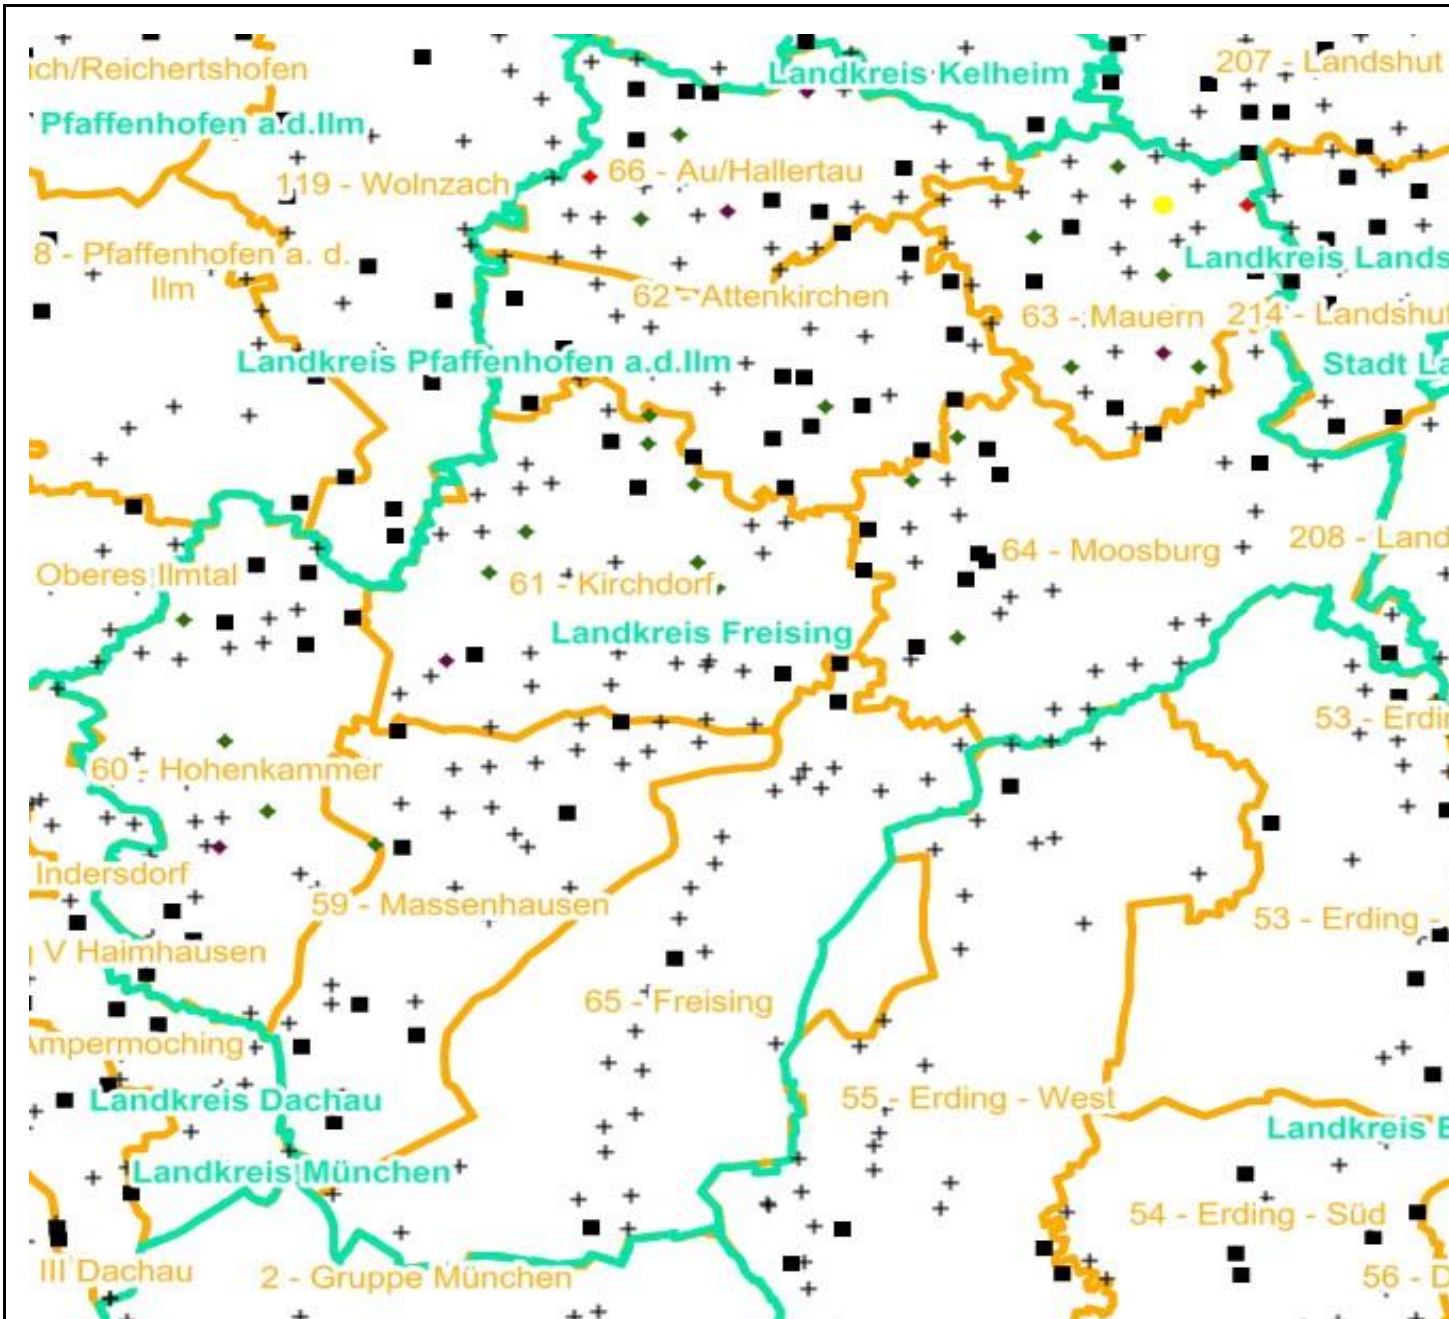 207 - Landshut
ich/Reichertshofen
Landkreis Kelheim
Pfaffenhofen a.d.Ilm
119 - Wolnzach
66 - Au/Hallertau
8 - Pfaffenhofen a. d.
Ilm
Landkreis Lands
62 - Attenkirchen
63 - Mauern
214 - Landshut
Landkreis Pfaffenhofen a.d.Ilm
Stadt La
208 - Land
64 - Moosburg
Oberes Ilmtal
61 - Kirchdorf
Landkreis Freising
53 - Erdin
60 - Hohenkammer
Indersdorf
59 - Massenhausen
53 - Erding -
V Haimhausen
65 - Freising
Ampermoching
Landkreis Dachau
55 - Erding - West
Landkreis E
Landkreis München
54 - Erding - Süd
III Dachau
2 - Gruppe München
56 - D